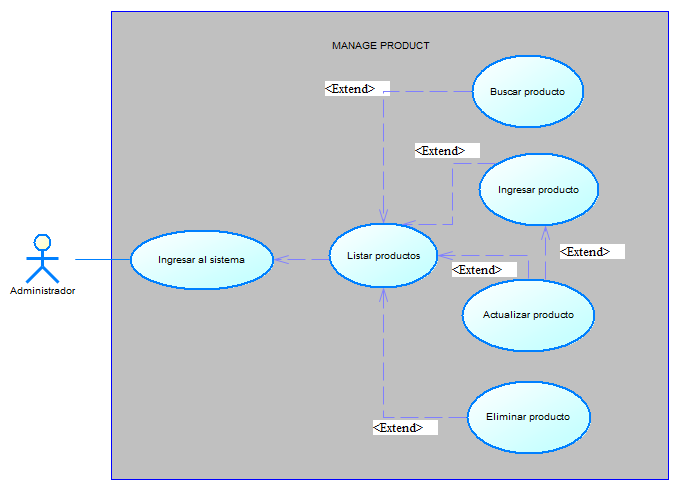 MANAGE PRODUCT
<Extend>
Buscar producto
<Extend>
Ingresar producto
<Extend>
Ingresar al sistema
Listar productos
<Extend>
Administrador
Actualizar producto
Eliminar producto
<Extend>